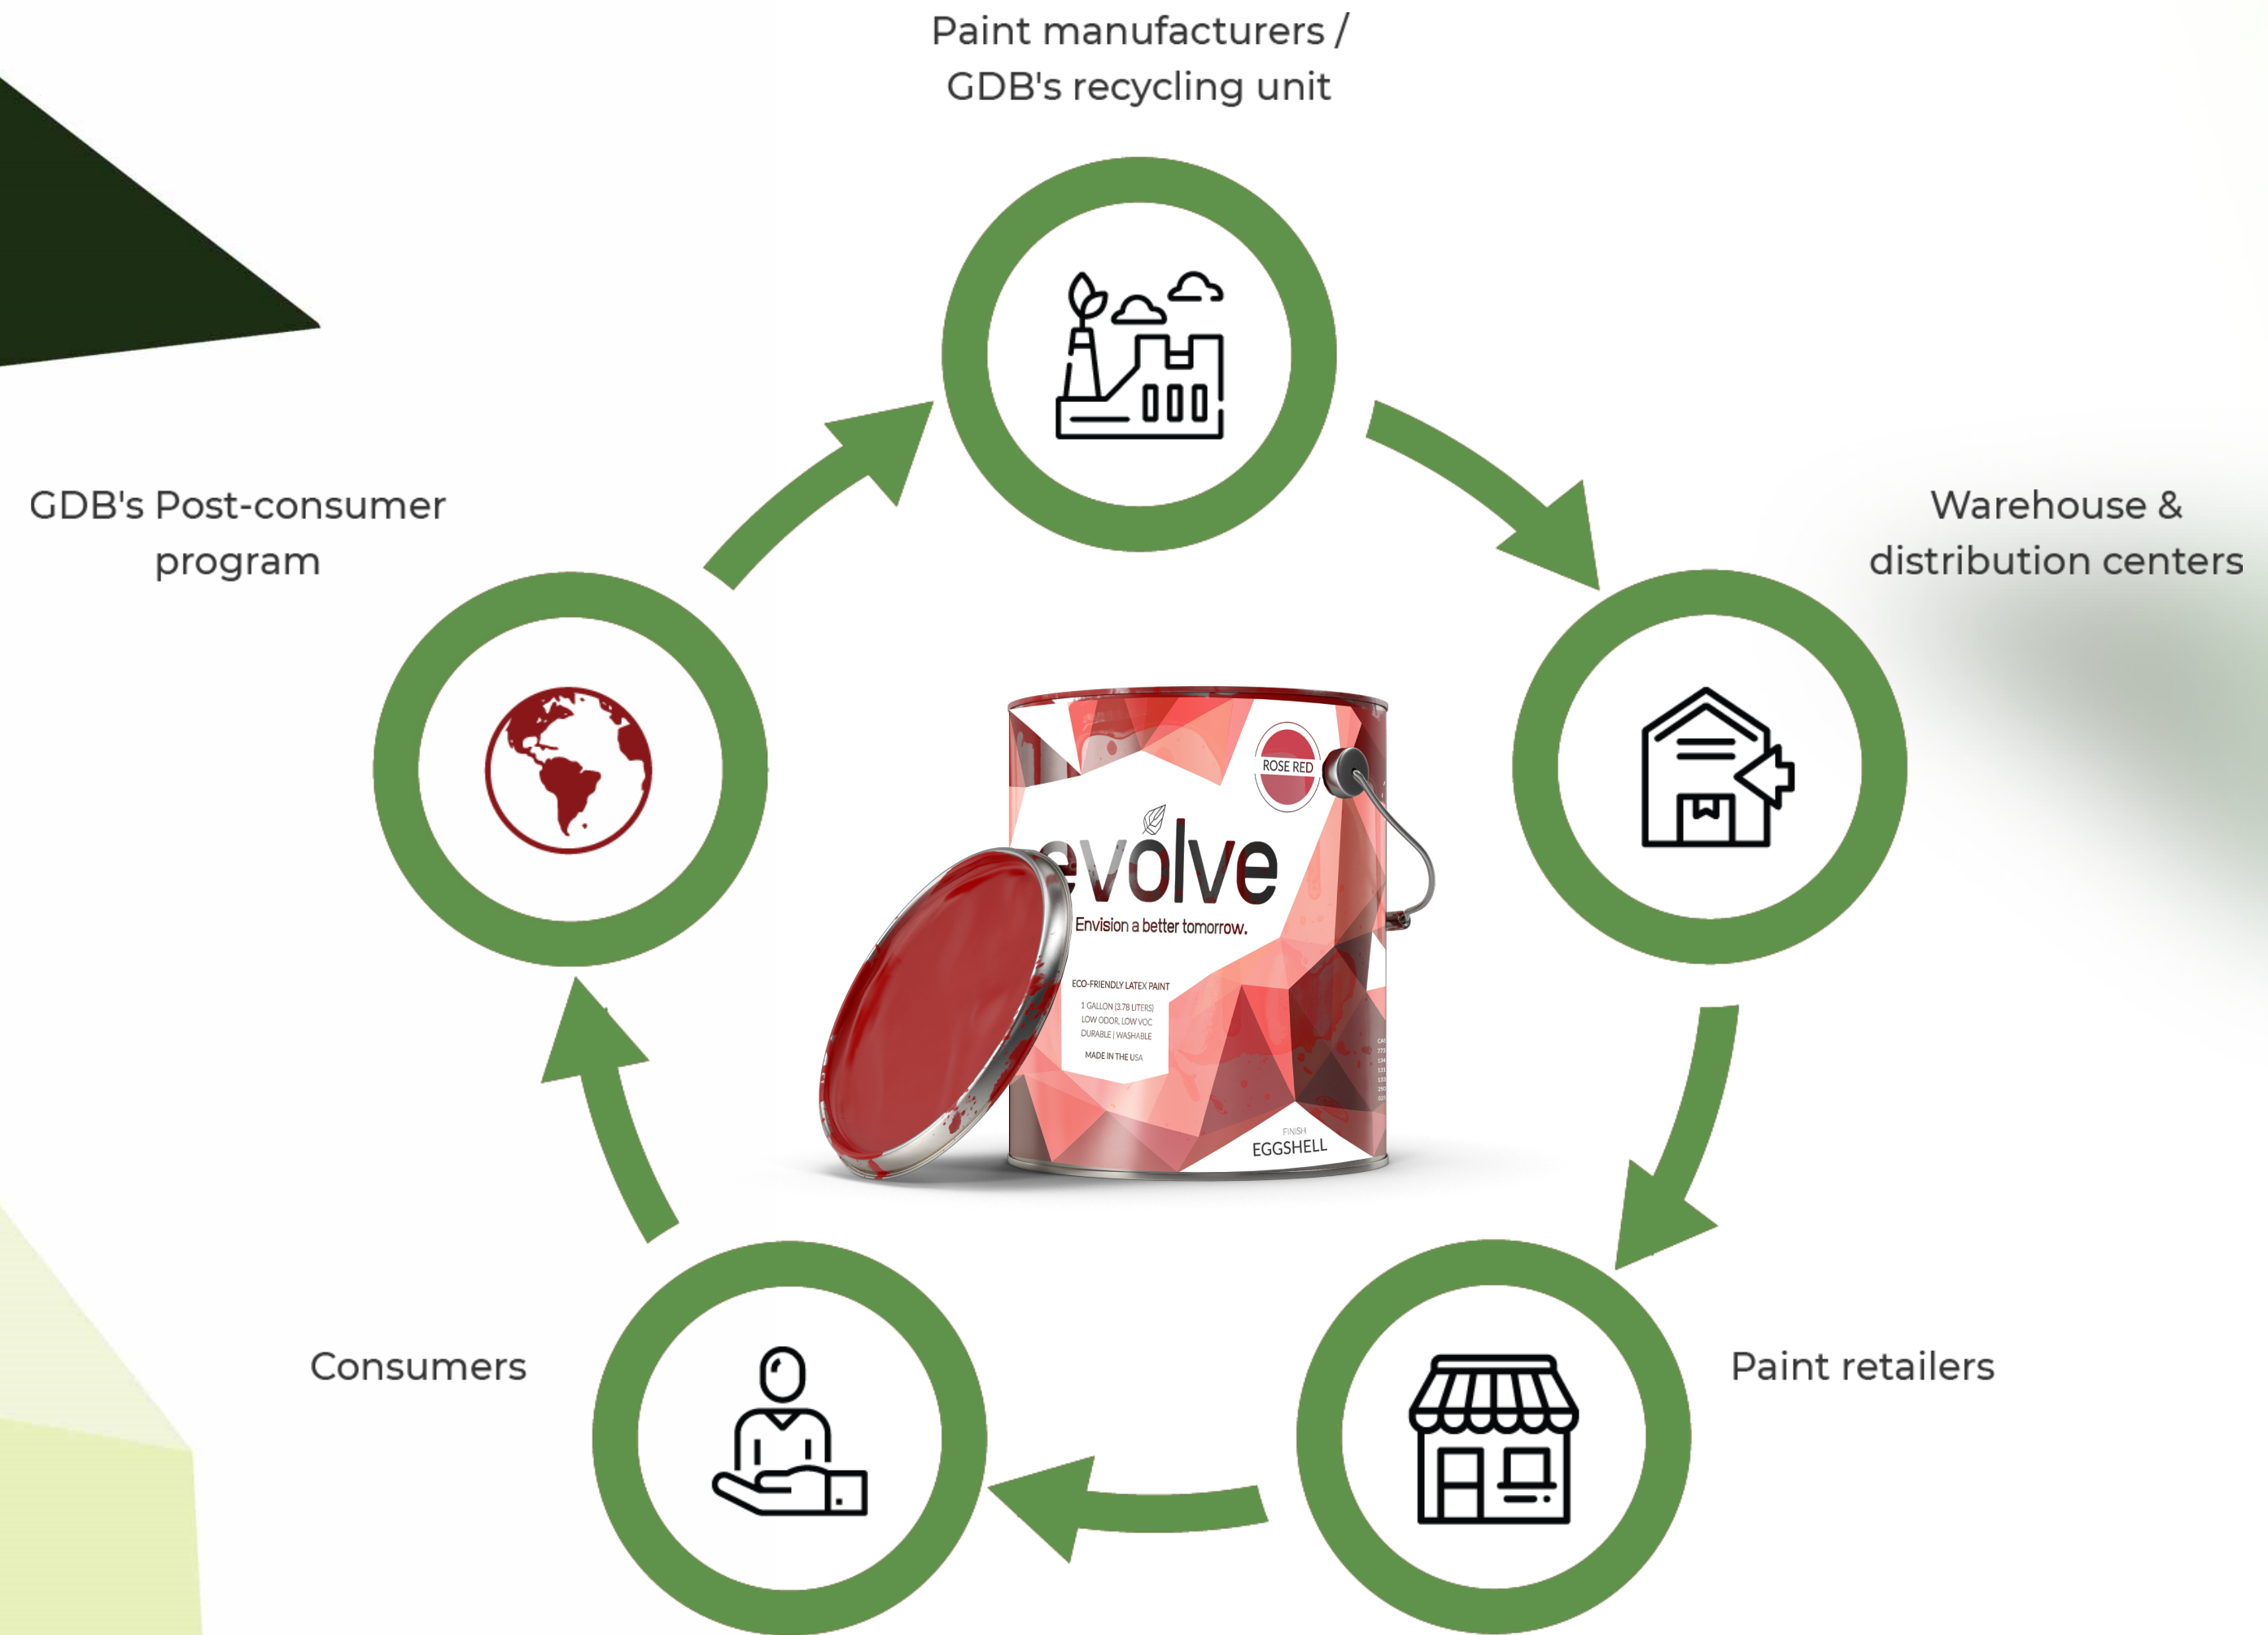 Paint manufacturers /
GDB's recycling unit
GDB's Post-consumer
program
Warehouse &
distribution centers
ROSE RED
evolve
Envision a better tomorrow.
ECO-FRIENDLY LATEX PAINT
1 GALLON (3.78 LITERS)
LOW ODOR, LOW VOC
DURABLE | WASHABLE
MADE IN THE USA
FINISH
EGGSHELL
Consumers
Paint retailers